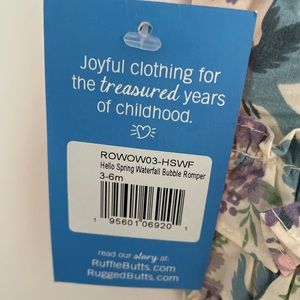 Joyful clothing for
the treasured years
of childhood.
ROWOW03-HSWF
Hello Spring Waterfall Bubble Romper
3-6m
1 95601 06920 1
read our story at:
RuffleButts.com
RuggedButts.com